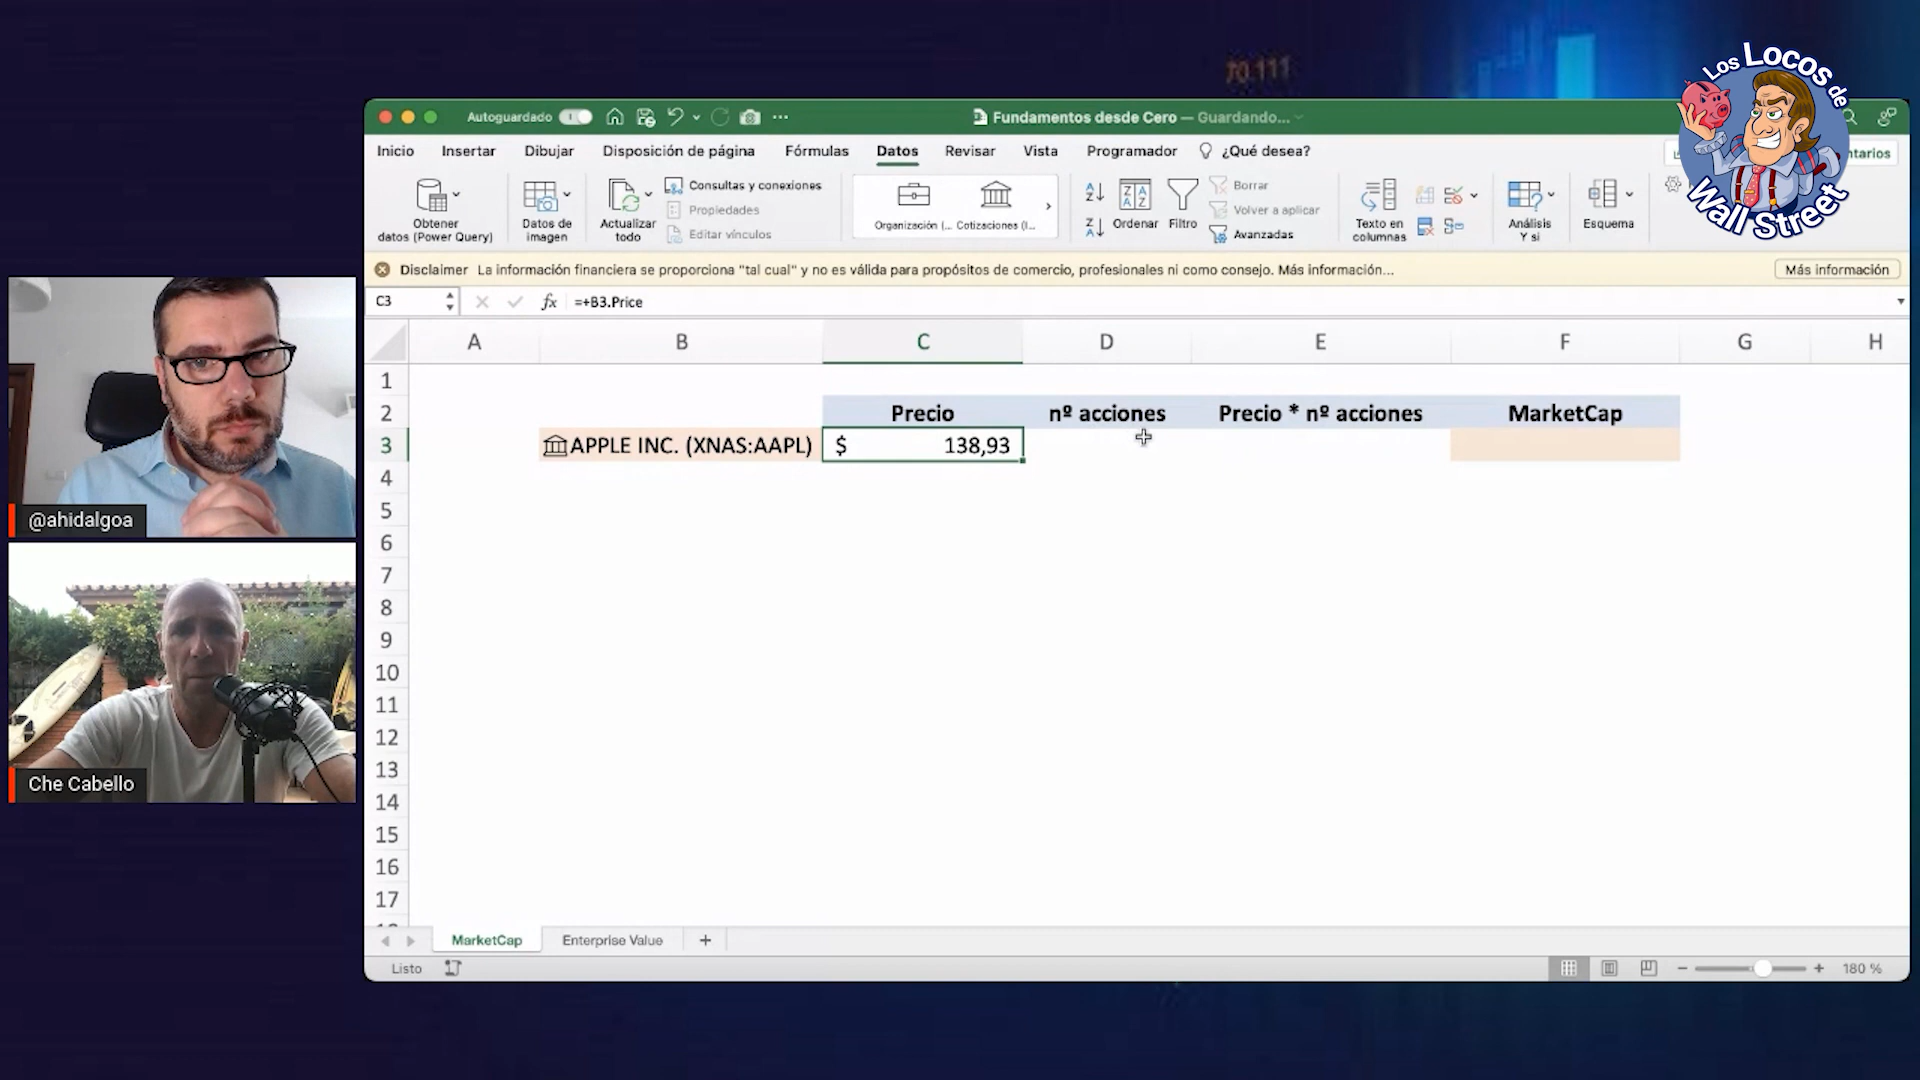 70.111
Los Locos de
Wall Street
Autoguardado
Fundamentos desde Cero — Guardando...
Inicio Insertar Dibujar Disposición de página Fórmulas Datos Revisar Vista Programador ¿Qué desea?
ntarios
Obtener
datos (Power Query)
Datos de
imagen
Actualizar
todo
Consultas y conexiones
Propiedades
Editar vínculos
Organización (... Cotizaciones (I...
Ordenar
Filtro
Borrar
Volver a aplicar
Avanzadas
Texto en
columnas
Análisis
Y si
Esquema
Disclaimer La información financiera se proporciona "tal cual" y no es válida para propósitos de comercio, profesionales ni como consejo. Más información...
Más información
C3
fx =+B3.Price
A B C D E F G H
1
2 Precio nº acciones Precio * nº acciones MarketCap
3 APPLE INC. (XNAS:AAPL) $ 138,93
4
5
6
7
8
9
10
11
12
13
14
15
16
17
@ahidalgoa
Che Cabello
MarketCap Enterprise Value +
Listo
180 %